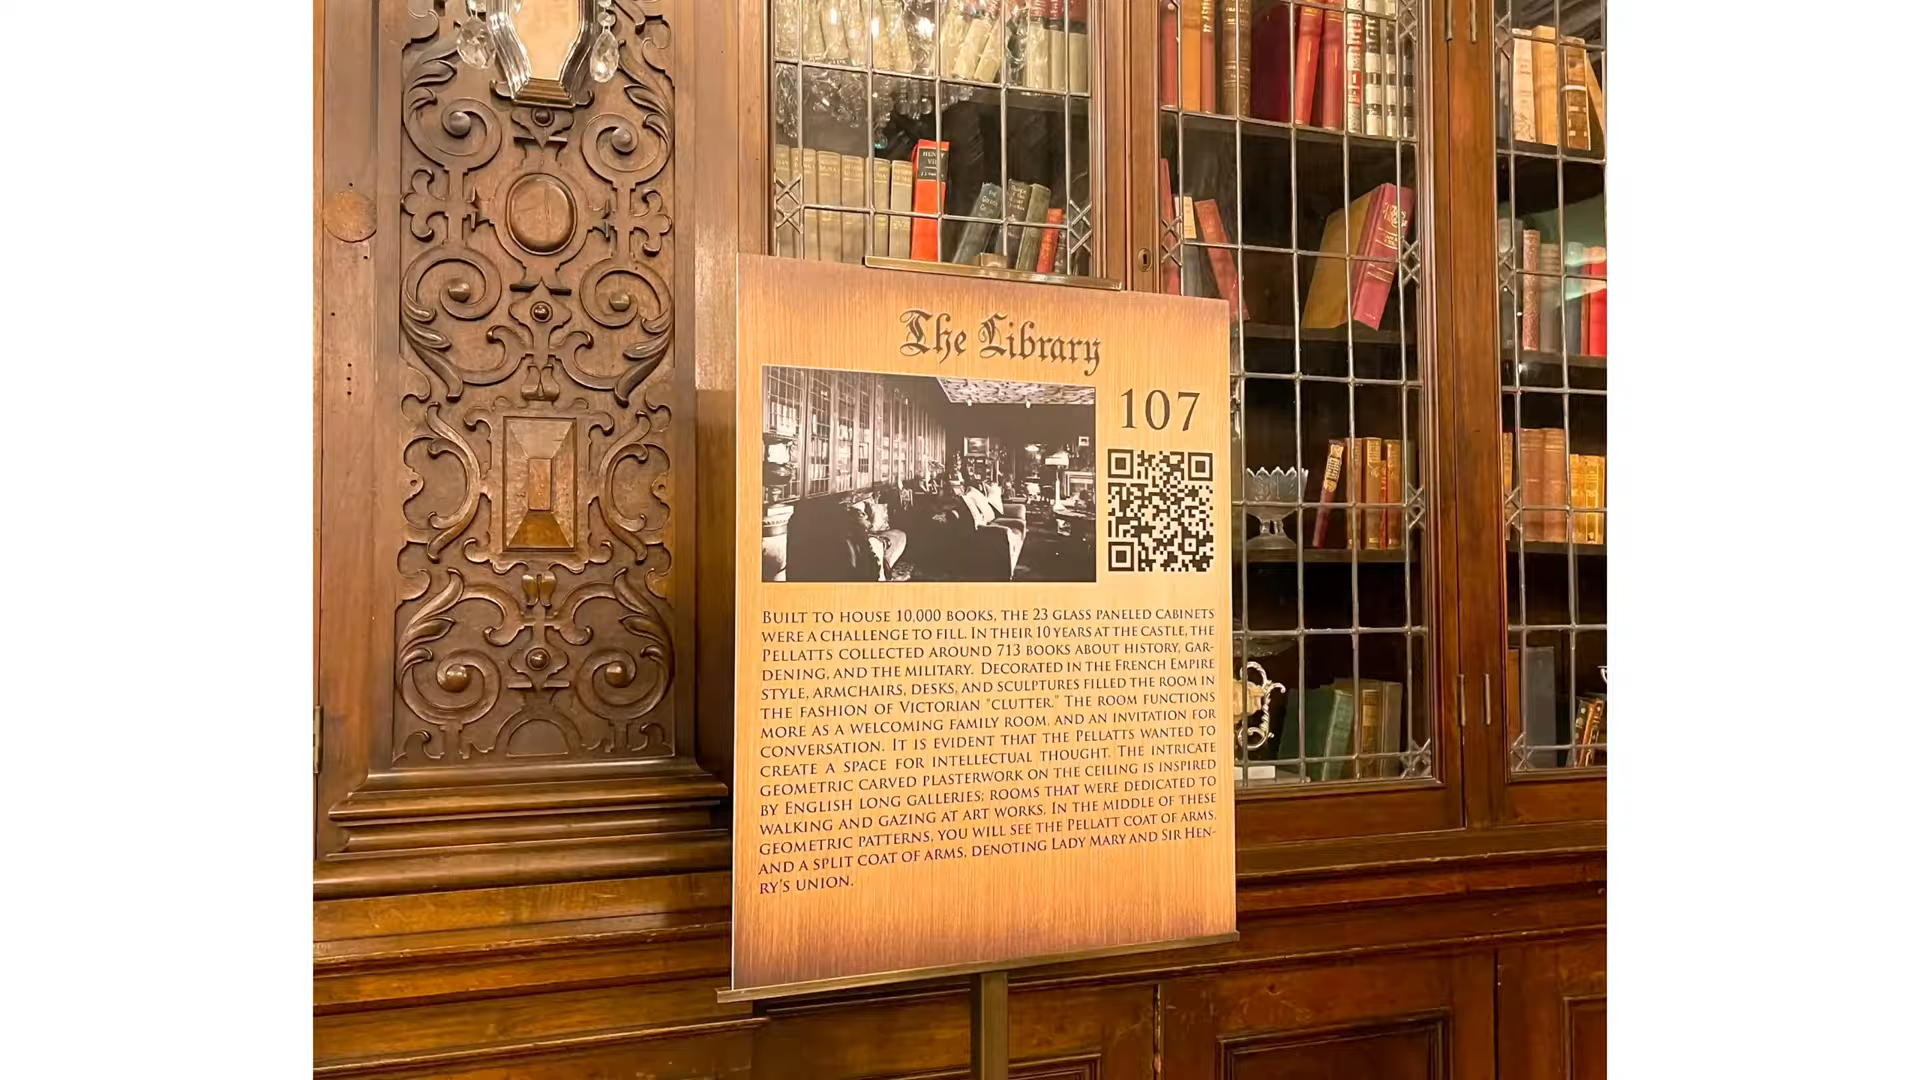 The Library
107
BUILT TO HOUSE 10,000 BOOKS, THE 23 GLASS PANELED CABINETS
WERE A CHALLENGE TO FILL. IN THEIR 10 YEARS AT THE CASTLE, THE
PELLATTS COLLECTED AROUND 713 BOOKS ABOUT HISTORY, GAR-
DENING, AND THE MILITARY. DECORATED IN THE FRENCH EMPIRE
STYLE, ARMCHAIRS, DESKS, AND SCULPTURES FILLED THE ROOM IN
THE FASHION OF VICTORIAN "CLUTTER." THE ROOM FUNCTIONS
MORE AS A WELCOMING FAMILY ROOM, AND AN INVITATION FOR
CONVERSATION. IT IS EVIDENT THAT THE PELLATTS WANTED TO
CREATE A SPACE FOR INTELLECTUAL THOUGHT. THE INTRICATE
GEOMETRIC CARVED PLASTERWORK ON THE CEILING IS INSPIRED
BY ENGLISH LONG GALLERIES; ROOMS THAT WERE DEDICATED TO
WALKING AND GAZING AT ART WORKS. IN THE MIDDLE OF THESE
GEOMETRIC PATTERNS, YOU WILL SEE THE PELLATT COAT OF ARMS,
AND A SPLIT COAT OF ARMS, DENOTING LADY MARY AND SIR HEN-
RY'S UNION.